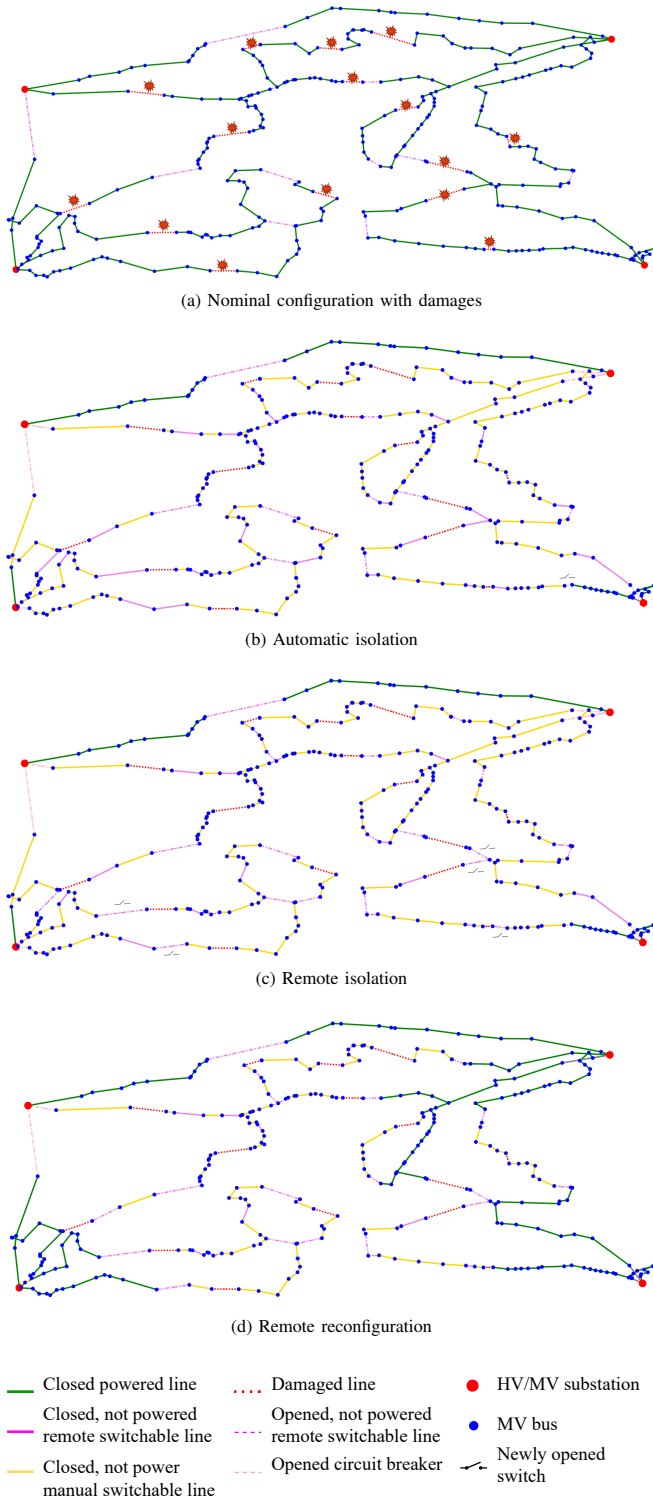 (a) Nominal configuration with damages
(b) Automatic isolation
(c) Remote isolation
(d) Remote reconfiguration
Closed powered line
Damaged line
HV/MV substation
Closed, not powered
remote switchable line
Opened, not powered
remote switchable line
MV bus
Closed, not power
manual switchable line
Opened circuit breaker
Newly opened
switch